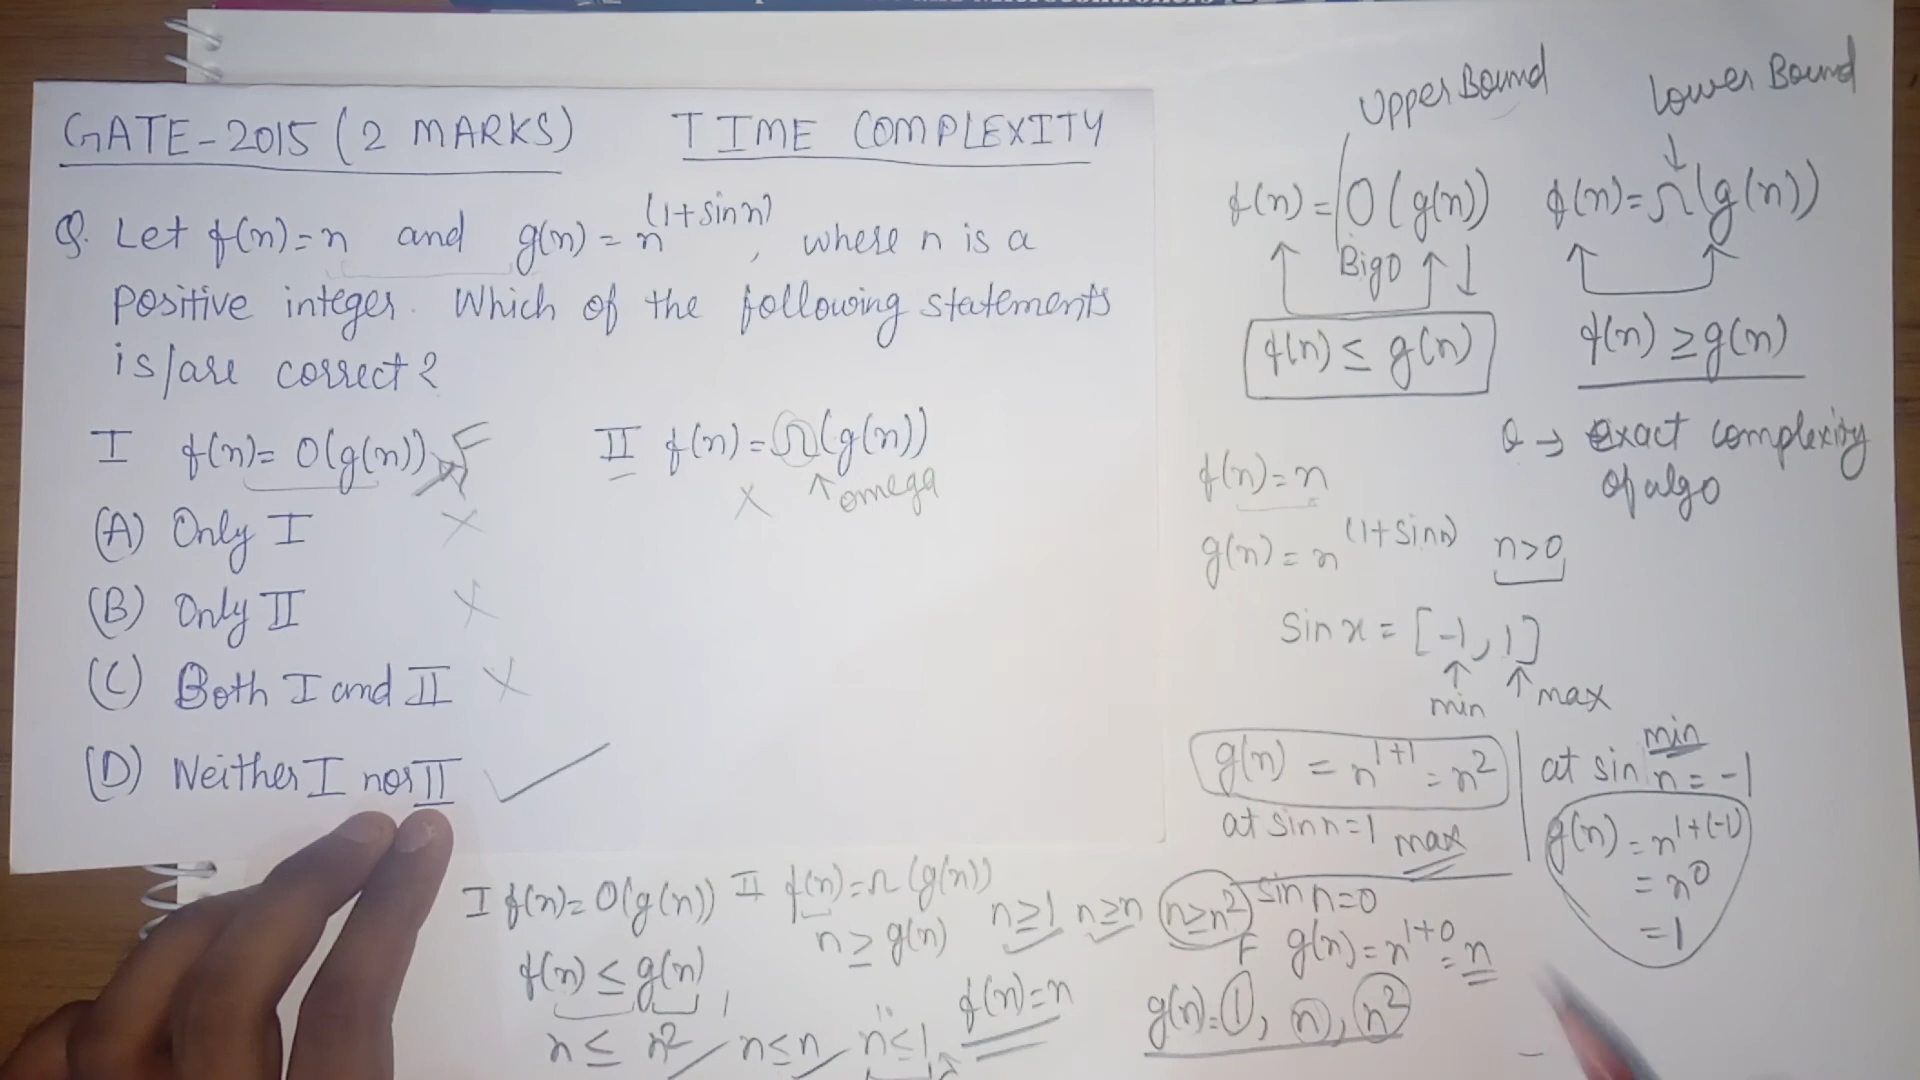 GATE-2015 (2 MARKS) TIME COMPLEXITY
Q. Let f(n)=n and g(n)=n^(1+sin n), where n is a
positive integer. Which of the following statements
is/are correct?
I f(n)=O(g(n)) F II f(n)=Ω(g(n))
× ↑omega
(A) Only I ×
(B) Only II ×
(C) Both I and II ×
(D) Neither I nor II ✓
Upper Bound Lower Bound
f(n)=O(g(n)) f(n)=Ω(g(n))
Big O
f(n) ≤ g(n) f(n) ≥ g(n)
θ → exact complexity
of algo
f(n)=n
g(n)=n^(1+sin n) n>0
sin x = [-1, 1]
min max
g(n) = n^(1+1) = n^2
at sin n=1 max
at sin n=-1
min
g(n)=n^(1+(-1))
=n^0
=1
sin n=0
g(n)=n^(1+0)=n
g(n)=1, n, n^2
I f(n)=O(g(n)) II f(n)=Ω(g(n))
n≥g(n) n≥1 n≥n n≥n^2
F
f(n)≤g(n)
f(n)=n
n≤n^2 n≤n n≤1